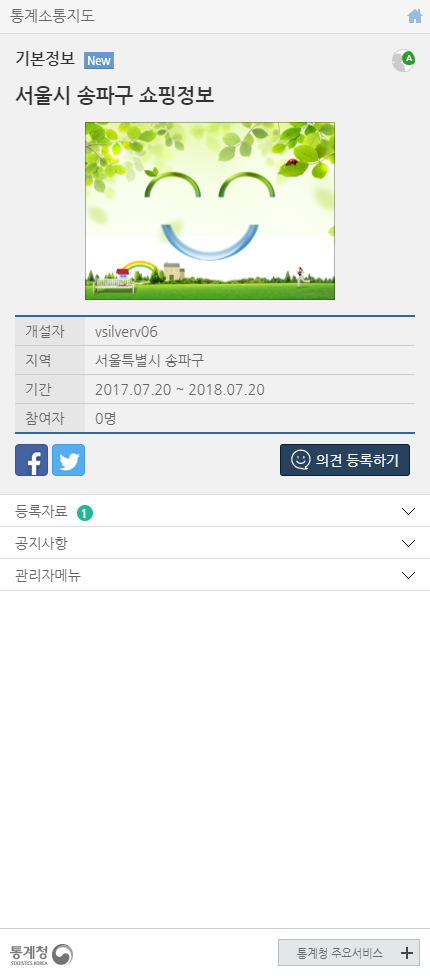 통계소통지도
기본정보 New
A
서울시 송파구 쇼핑정보
개설자 vsilverv06
지역 서울특별시 송파구
기간 2017.07.20 ~ 2018.07.20
참여자 0명
의견 등록하기
등록자료 1
공지사항
관리자메뉴
통계청
STATISTICS KOREA
통계청 주요서비스 +